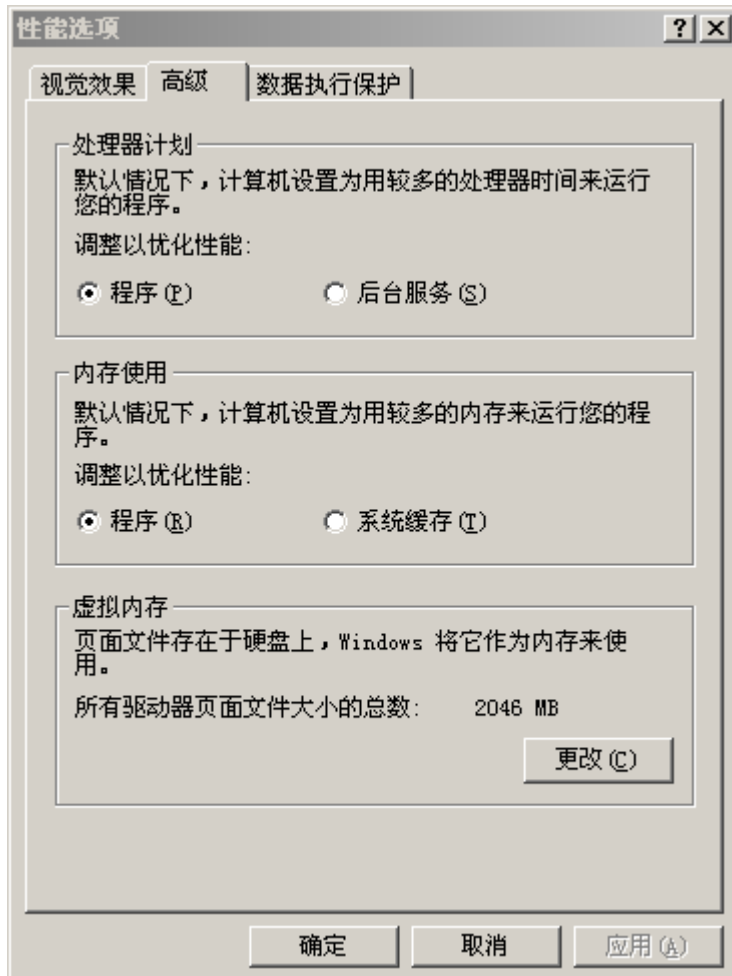 性能选项
视觉效果 高级 数据执行保护
处理器计划
默认情况下，计算机设置为用较多的处理器时间来运行
您的程序。
调整以优化性能:
程序(P) 后台服务(S)
内存使用
默认情况下，计算机设置为用较多的内存来运行您的程
序。
调整以优化性能:
程序(R) 系统缓存(T)
虚拟内存
页面文件存在于硬盘上，Windows 将它作为内存来使
用。
所有驱动器页面文件大小的总数: 2046 MB
更改(C)
确定 取消 应用(A)